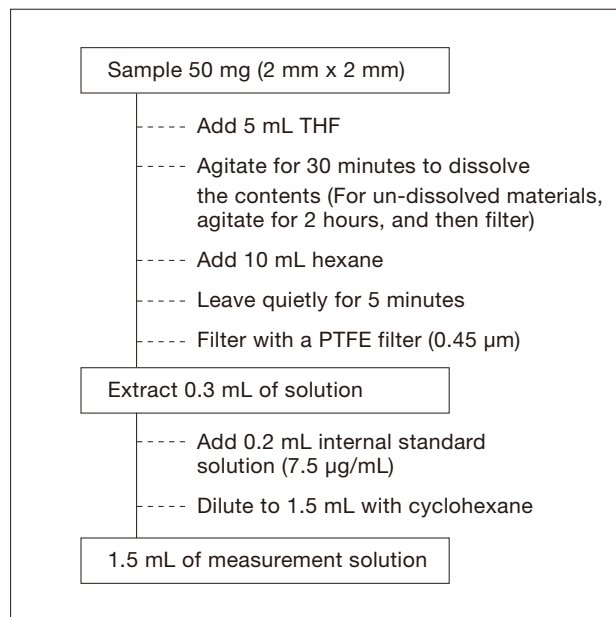 Sample 50 mg (2 mm x 2 mm)
Add 5 mL THF
Agitate for 30 minutes to dissolve
the contents (For un-dissolved materials,
agitate for 2 hours, and then filter)
Add 10 mL hexane
Leave quietly for 5 minutes
Filter with a PTFE filter (0.45 µm)
Extract 0.3 mL of solution
Add 0.2 mL internal standard
solution (7.5 µg/mL)
Dilute to 1.5 mL with cyclohexane
1.5 mL of measurement solution